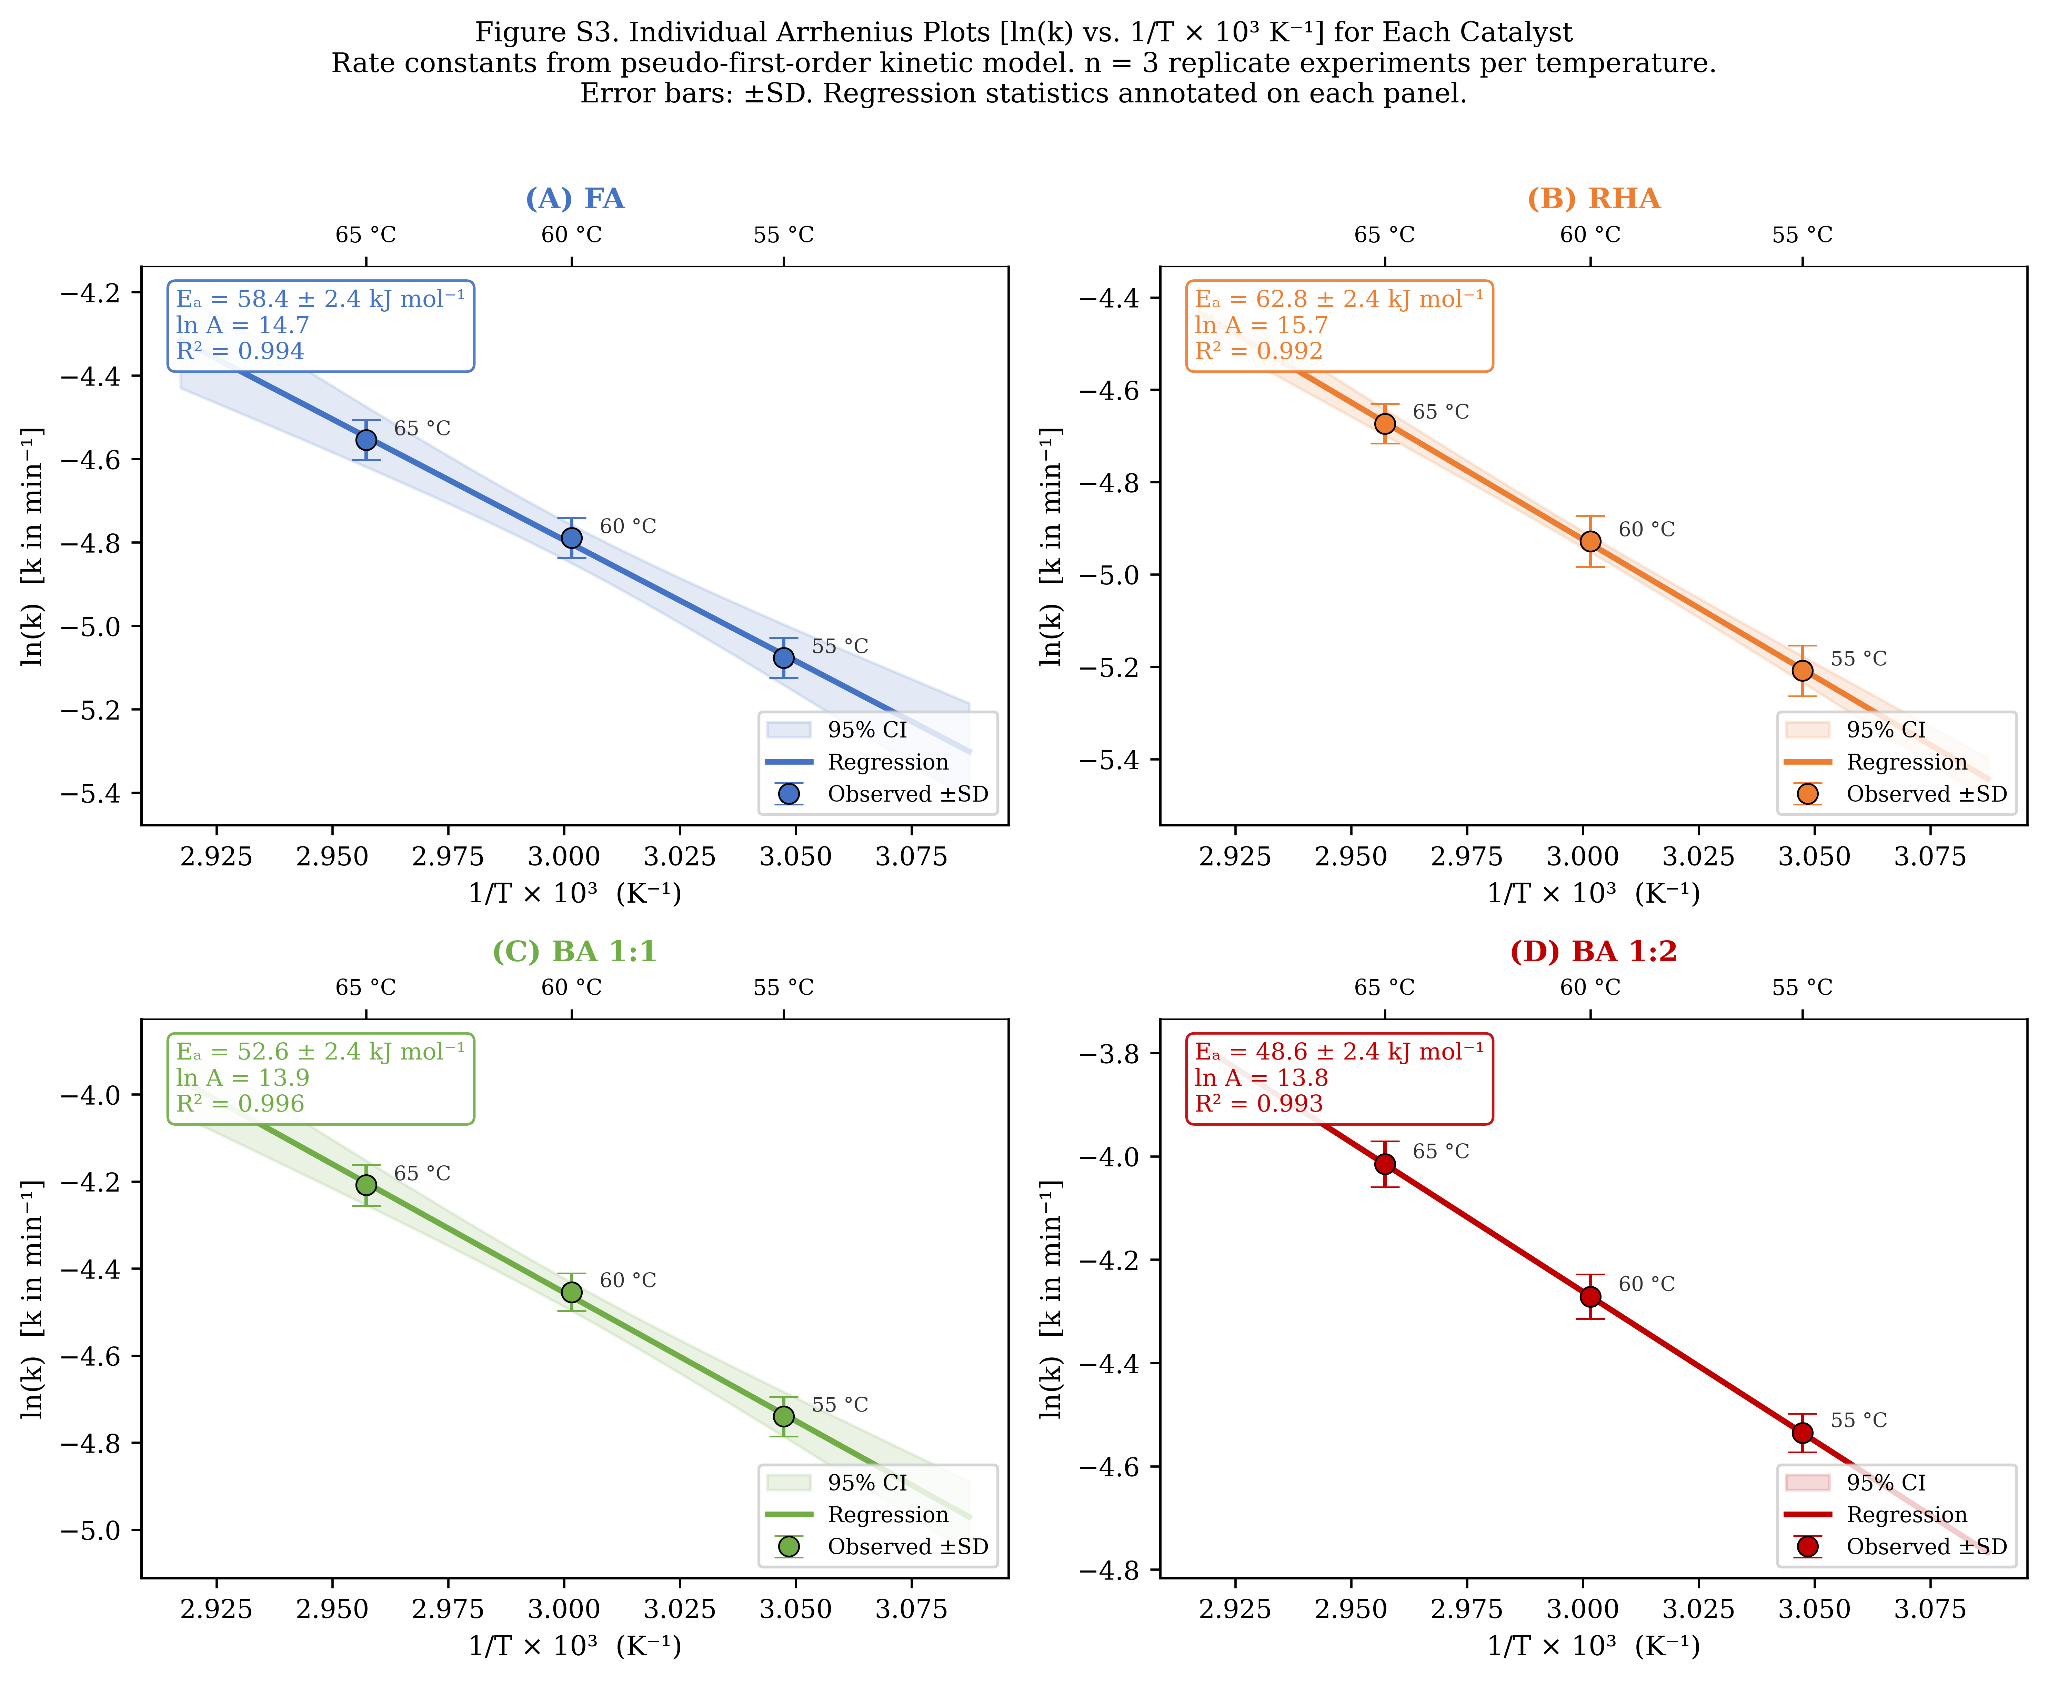 Figure S3. Individual Arrhenius Plots [ln(k) vs. 1/T × 10³ K⁻¹] for Each Catalyst
Rate constants from pseudo-first-order kinetic model. n = 3 replicate experiments per temperature.
Error bars: ±SD. Regression statistics annotated on each panel.
(A) FA
65 °C 60 °C 55 °C
Eₐ = 58.4 ± 2.4 kJ mol⁻¹
ln A = 14.7
R² = 0.994
65 °C
60 °C
55 °C
95% CI
Regression
Observed ±SD
−4.2
−4.4
−4.6
−4.8
−5.0
−5.2
−5.4
ln(k) [k in min⁻¹]
2.925 2.950 2.975 3.000 3.025 3.050 3.075
1/T × 10³ (K⁻¹)
(B) RHA
65 °C 60 °C 55 °C
Eₐ = 62.8 ± 2.4 kJ mol⁻¹
ln A = 15.7
R² = 0.992
65 °C
60 °C
55 °C
95% CI
Regression
Observed ±SD
−4.4
−4.6
−4.8
−5.0
−5.2
−5.4
ln(k) [k in min⁻¹]
2.925 2.950 2.975 3.000 3.025 3.050 3.075
1/T × 10³ (K⁻¹)
(C) BA 1:1
65 °C 60 °C 55 °C
Eₐ = 52.6 ± 2.4 kJ mol⁻¹
ln A = 13.9
R² = 0.996
65 °C
60 °C
55 °C
95% CI
Regression
Observed ±SD
−4.0
−4.2
−4.4
−4.6
−4.8
−5.0
ln(k) [k in min⁻¹]
2.925 2.950 2.975 3.000 3.025 3.050 3.075
1/T × 10³ (K⁻¹)
(D) BA 1:2
65 °C 60 °C 55 °C
Eₐ = 48.6 ± 2.4 kJ mol⁻¹
ln A = 13.8
R² = 0.993
65 °C
60 °C
55 °C
95% CI
Regression
Observed ±SD
−3.8
−4.0
−4.2
−4.4
−4.6
−4.8
ln(k) [k in min⁻¹]
2.925 2.950 2.975 3.000 3.025 3.050 3.075
1/T × 10³ (K⁻¹)